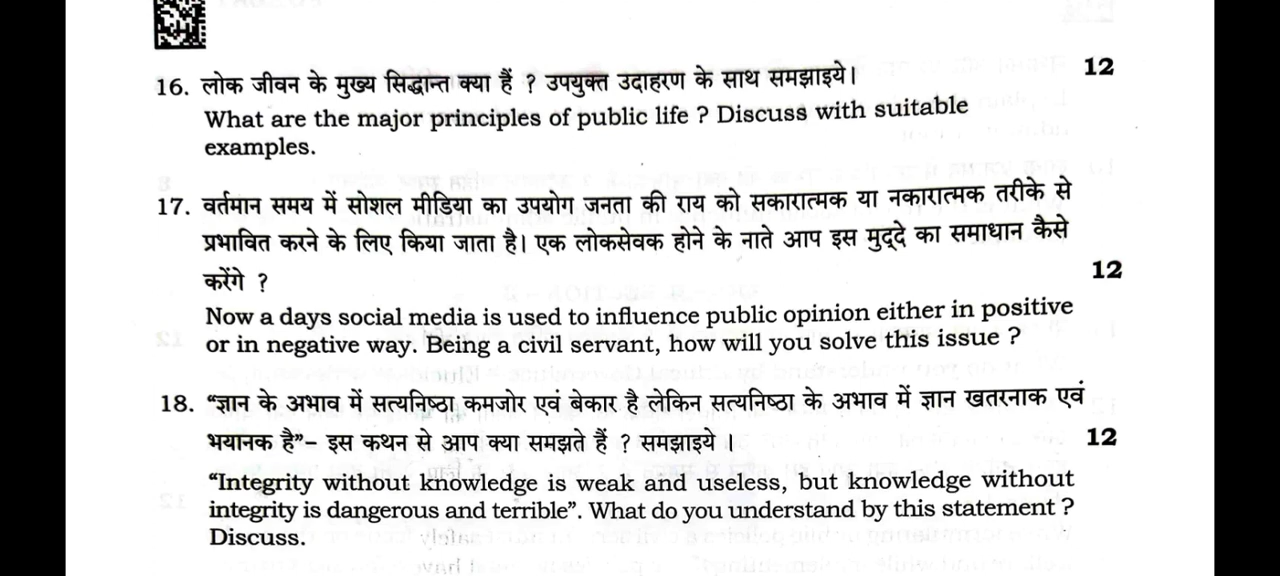 16. लोक जीवन के मुख्य सिद्धान्त क्या हैं ? उपयुक्त उदाहरण के साथ समझाइये। 12
What are the major principles of public life ? Discuss with suitable
examples.
17. वर्तमान समय में सोशल मीडिया का उपयोग जनता की राय को सकारात्मक या नकारात्मक तरीके से
प्रभावित करने के लिए किया जाता है। एक लोकसेवक होने के नाते आप इस मुद्दे का समाधान कैसे
करेंगे ? 12
Now a days social media is used to influence public opinion either in positive
or in negative way. Being a civil servant, how will you solve this issue ?
18. “ज्ञान के अभाव में सत्यनिष्ठा कमजोर एवं बेकार है लेकिन सत्यनिष्ठा के अभाव में ज्ञान खतरनाक एवं
भयानक है”– इस कथन से आप क्या समझते हैं ? समझाइये । 12
“Integrity without knowledge is weak and useless, but knowledge without
integrity is dangerous and terrible”. What do you understand by this statement ?
Discuss.